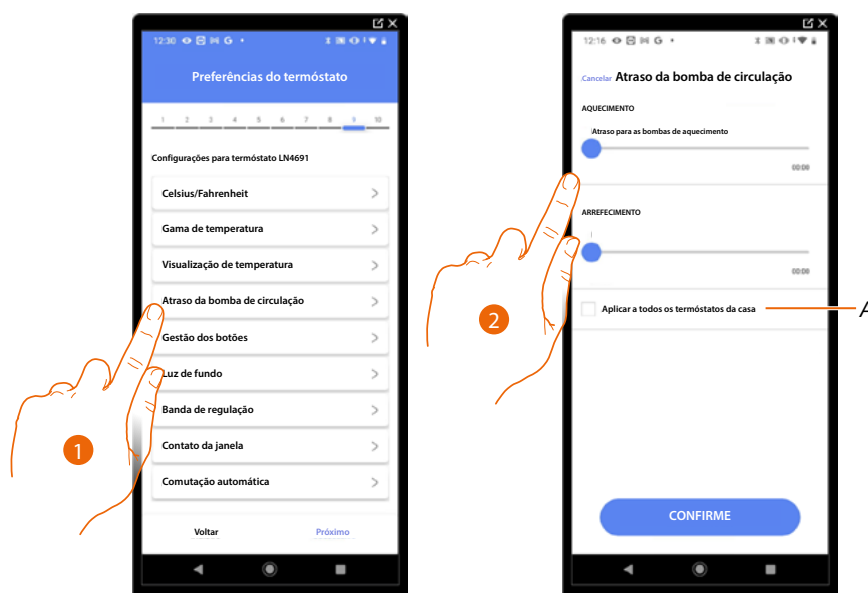 12:30 G
Preferências do termóstato
1 2 3 4 5 6 7 8 9 10
Configurações para termóstato LN4691
Celsius/Fahrenheit
Gama de temperatura
Visualização de temperatura
Atraso da bomba de circulação
Gestão dos botões
Luz de fundo
Banda de regulação
Contato da janela
Comutação automática
Voltar Próximo
1
12:16 G
Cancelar Atraso da bomba de circulação
AQUECIMENTO
Atraso para as bombas de aquecimento
00:00
ARREFECIMENTO
00:00
Aplicar a todos os termóstatos da casa
A
CONFIRME
2